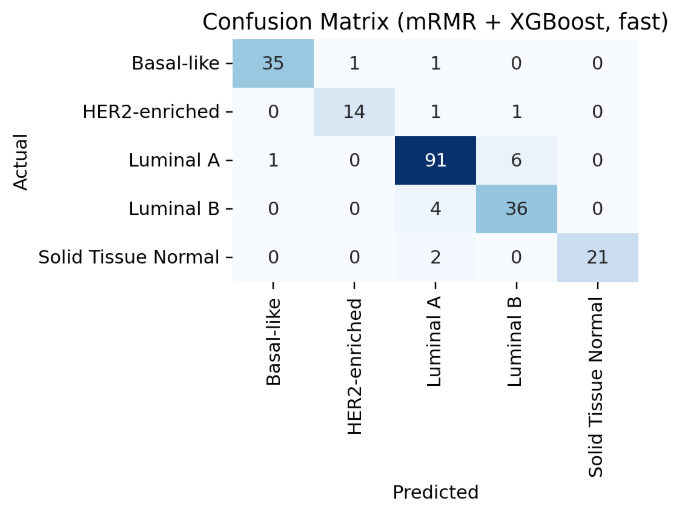 Confusion Matrix (mRMR + XGBoost, fast)
Actual
Basal-like 35 1 1 0 0
HER2-enriched 0 14 1 1 0
Luminal A 1 0 91 6 0
Luminal B 0 0 4 36 0
Solid Tissue Normal 0 0 2 0 21
Basal-like
HER2-enriched
Luminal A
Luminal B
Solid Tissue Normal
Predicted